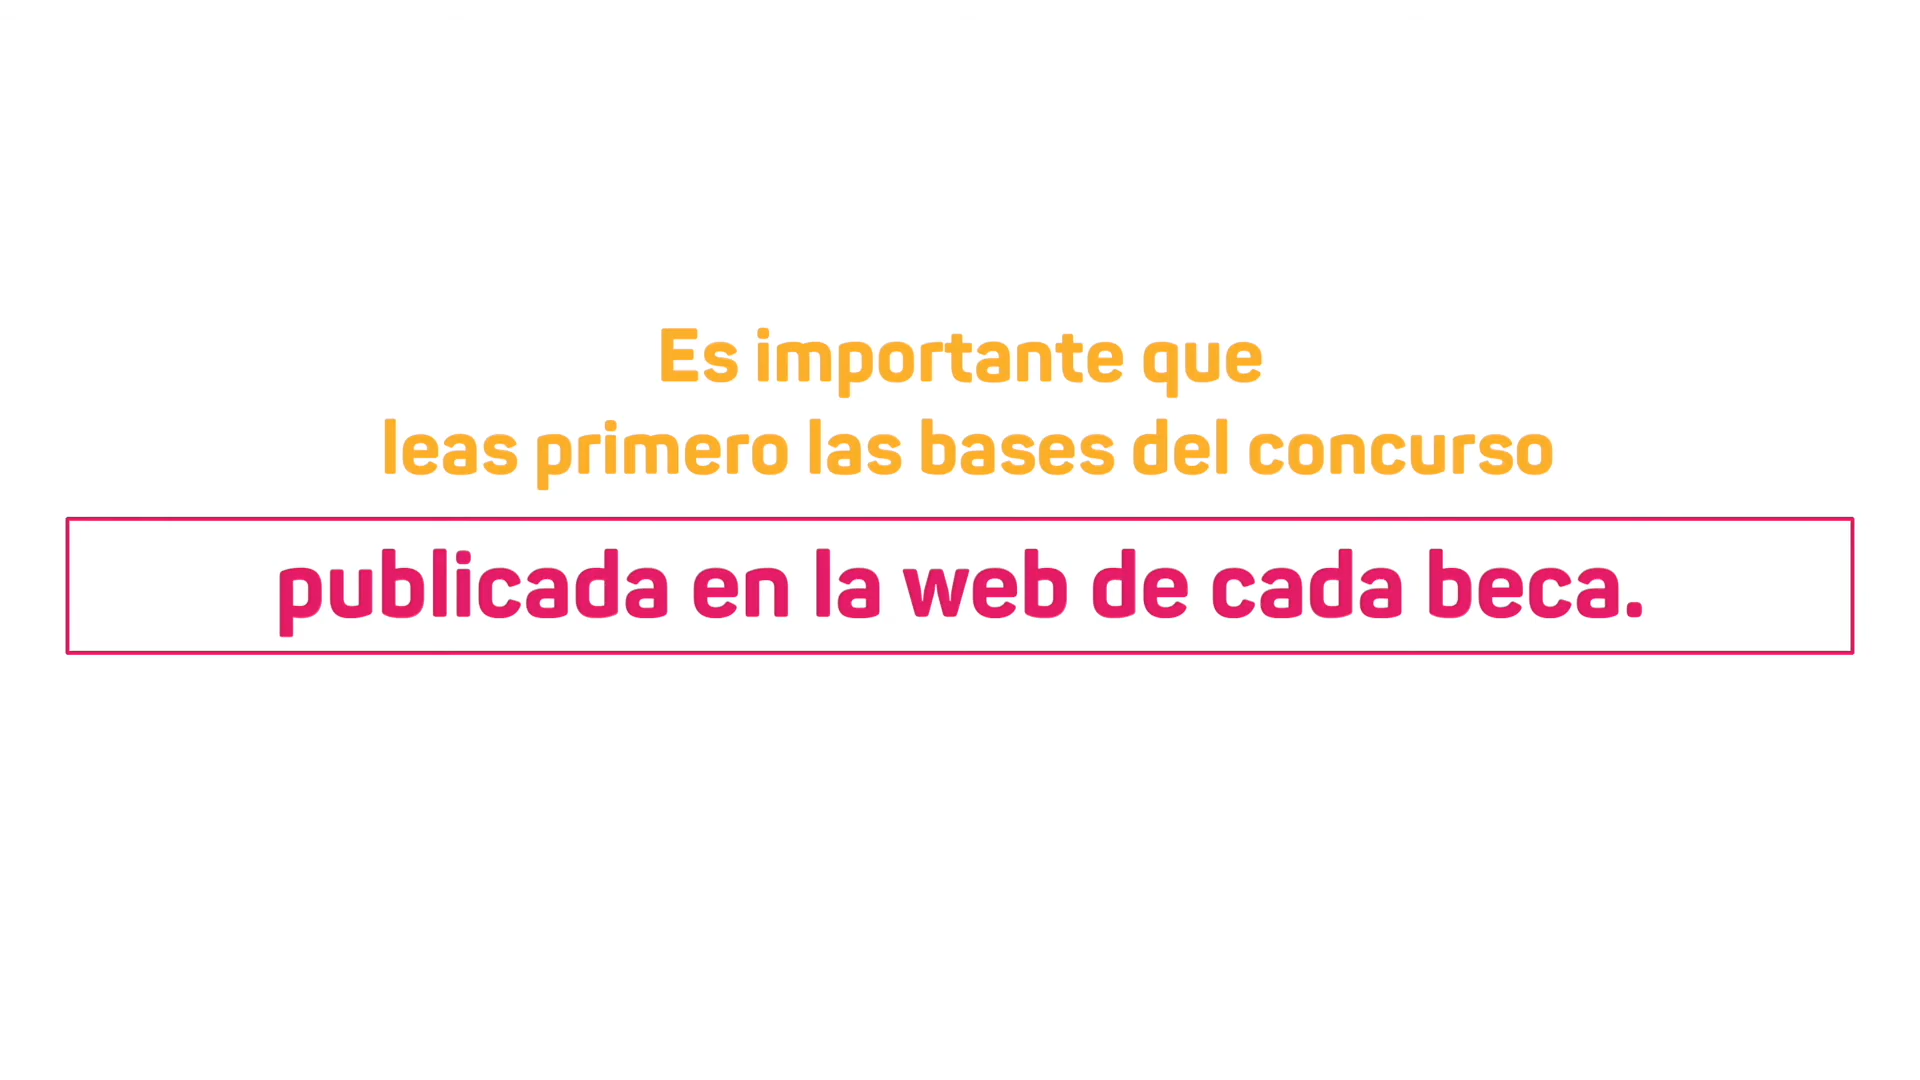 Es importante que
leas primero las bases del concurso
publicada en la web de cada beca.